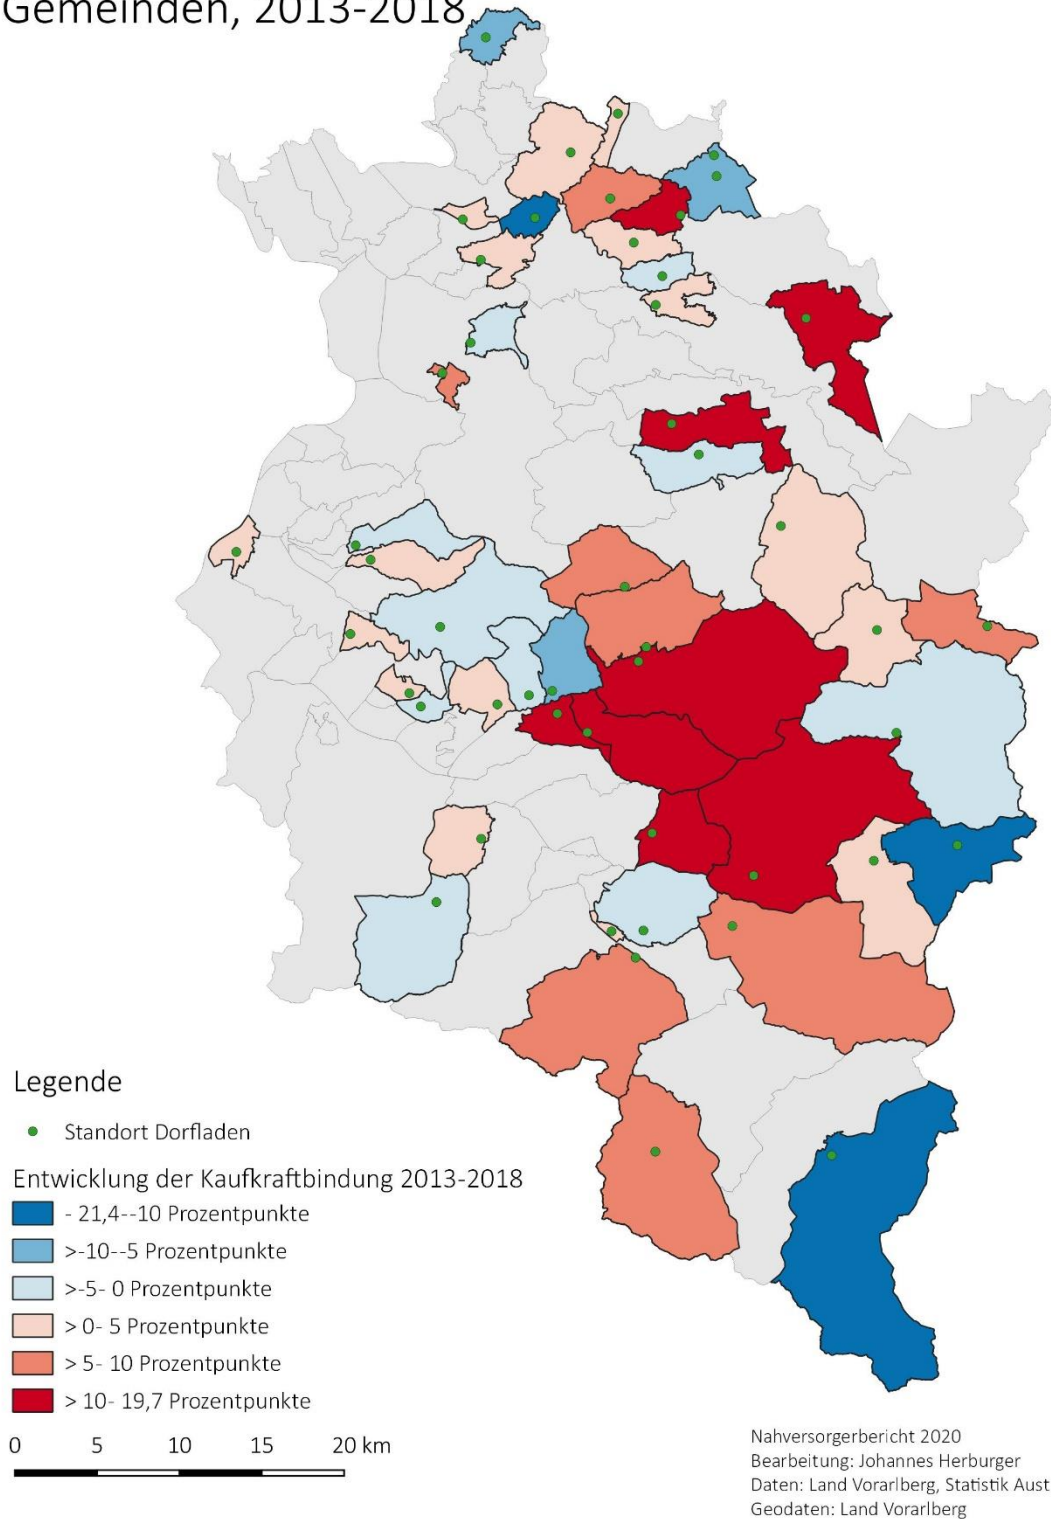 Gemeinden, 2013-2018
Legende
Standort Dorfladen
Entwicklung der Kaufkraftbindung 2013-2018
- 21,4--10 Prozentpunkte
>-10--5 Prozentpunkte
>-5- 0 Prozentpunkte
> 0- 5 Prozentpunkte
> 5- 10 Prozentpunkte
> 10- 19,7 Prozentpunkte
0 5 10 15 20 km
Nahversorgerbericht 2020
Bearbeitung: Johannes Herburger
Daten: Land Vorarlberg, Statistik Aust
Geodaten: Land Vorarlberg